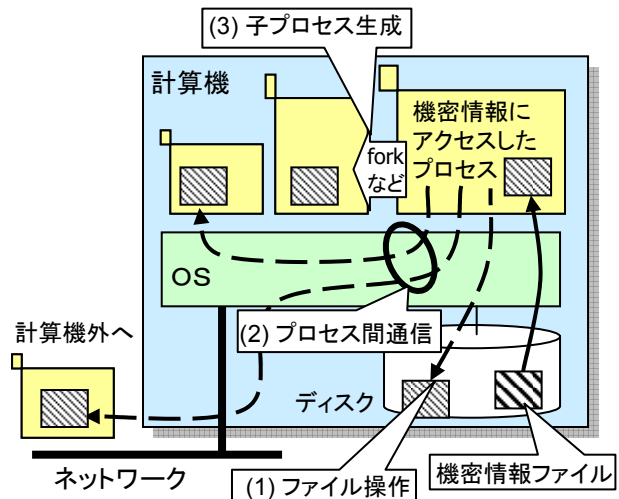 (3) 子プロセス生成
計算機
機密情報に
アクセスした
プロセス
fork
など
OS
(2) プロセス間通信
計算機外へ
ディスク
ネットワーク
(1) ファイル操作
機密情報ファイル